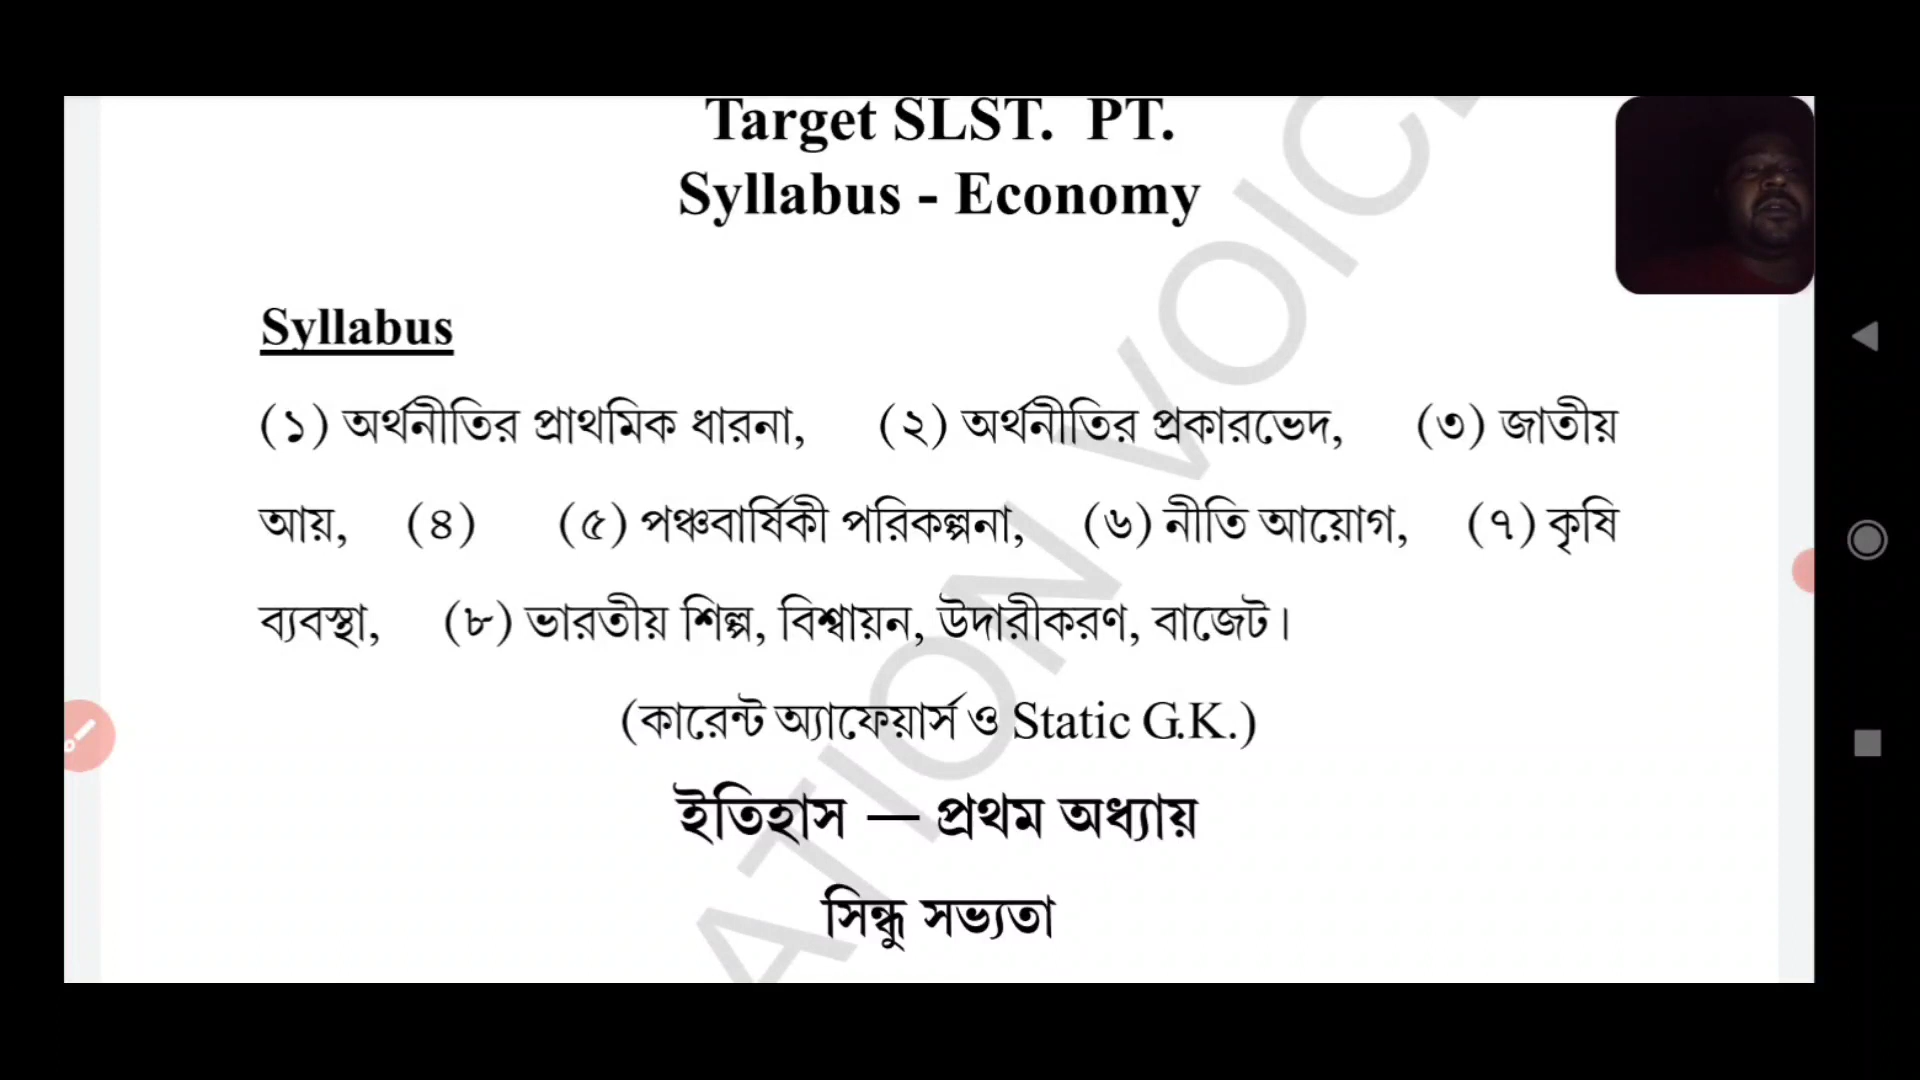 Target SLST. PT.
Syllabus - Economy
Syllabus
(১) অর্থনীতির প্রাথমিক ধারনা, (২) অর্থনীতির প্রকারভেদ, (৩) জাতীয়
আয়, (৪) (৫) পঞ্চবার্ষিকী পরিকল্পনা, (৬) নীতি আয়োগ, (৭) কৃষি
ব্যবস্থা, (৮) ভারতীয় শিল্প, বিশ্বায়ন, উদারীকরণ, বাজেট।
(কারেন্ট অ্যাফেয়ার্স ও Static G.K.)
ইতিহাস — প্রথম অধ্যায়
সিন্ধু সভ্যতা